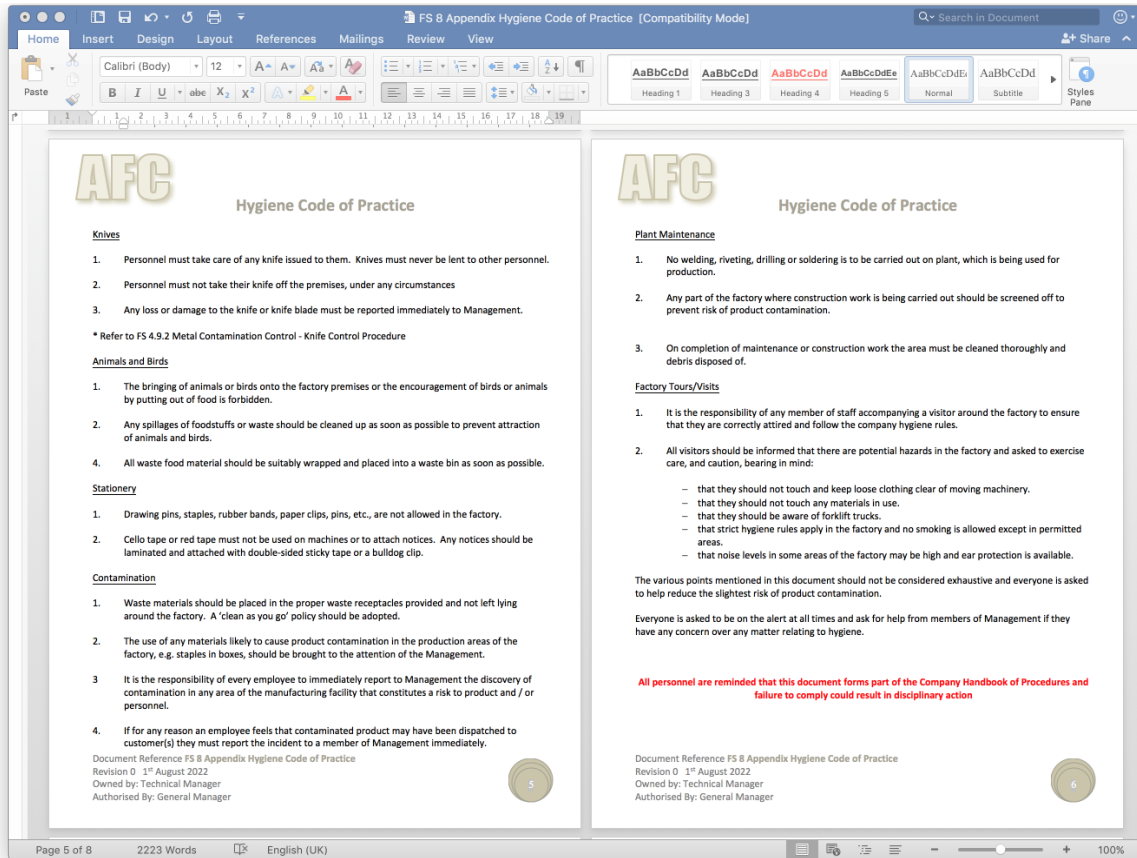 FS 8 Appendix Hygiene Code of Practice [Compatibility Mode]
Search in Document
Home Insert Design Layout References Mailings Review View
Share
Paste
Calibri (Body) 12
AaBbCcDd AaBbCcDd AaBbCcDd AaBbCcDdEe AaBbCcDdEe AaBbCcDd
Heading 1 Heading 3 Heading 4 Heading 5 Normal Subtitle
Styles
Pane
1 1 2 3 4 5 6 7 8 9 10 11 12 13 14 15 16 17 18 19
AFC
Hygiene Code of Practice
Knives
1. Personnel must take care of any knife issued to them. Knives must never be lent to other personnel.
2. Personnel must not take their knife off the premises, under any circumstances
3. Any loss or damage to the knife or knife blade must be reported immediately to Management.
* Refer to FS 4.9.2 Metal Contamination Control - Knife Control Procedure
Animals and Birds
1. The bringing of animals or birds onto the factory premises or the encouragement of birds or animals
by putting out of food is forbidden.
2. Any spillages of foodstuffs or waste should be cleaned up as soon as possible to prevent attraction
of animals and birds.
4. All waste food material should be suitably wrapped and placed into a waste bin as soon as possible.
Stationery
1. Drawing pins, staples, rubber bands, paper clips, pins, etc., are not allowed in the factory.
2. Cello tape or red tape must not be used on machines or to attach notices. Any notices should be
laminated and attached with double-sided sticky tape or a bulldog clip.
Contamination
1. Waste materials should be placed in the proper waste receptacles provided and not left lying
around the factory. A 'clean as you go' policy should be adopted.
2. The use of any materials likely to cause product contamination in the production areas of the
factory, e.g. staples in boxes, should be brought to the attention of the Management.
3 It is the responsibility of every employee to immediately report to Management the discovery of
contamination in any area of the manufacturing facility that constitutes a risk to product and / or
personnel.
4. If for any reason an employee feels that contaminated product may have been dispatched to
customer(s) they must report the incident to a member of Management immediately.
Document Reference FS 8 Appendix Hygiene Code of Practice
Revision 0 1st August 2022
Owned by: Technical Manager
Authorised By: General Manager
5
AFC
Hygiene Code of Practice
Plant Maintenance
1. No welding, riveting, drilling or soldering is to be carried out on plant, which is being used for
production.
2. Any part of the factory where construction work is being carried out should be screened off to
prevent risk of product contamination.
3. On completion of maintenance or construction work the area must be cleaned thoroughly and
debris disposed of.
Factory Tours/Visits
1. It is the responsibility of any member of staff accompanying a visitor around the factory to ensure
that they are correctly attired and follow the company hygiene rules.
2. All visitors should be informed that there are potential hazards in the factory and asked to exercise
care, and caution, bearing in mind:
– that they should not touch and keep loose clothing clear of moving machinery.
– that they should not touch any materials in use.
– that they should be aware of forklift trucks.
– that strict hygiene rules apply in the factory and no smoking is allowed except in permitted
areas.
– that noise levels in some areas of the factory may be high and ear protection is available.
The various points mentioned in this document should not be considered exhaustive and everyone is asked
to help reduce the slightest risk of product contamination.
Everyone is asked to be on the alert at all times and ask for help from members of Management if they
have any concern over any matter relating to hygiene.
All personnel are reminded that this document forms part of the Company Handbook of Procedures and
failure to comply could result in disciplinary action
Document Reference FS 8 Appendix Hygiene Code of Practice
Revision 0 1st August 2022
Owned by: Technical Manager
Authorised By: General Manager
6
Page 5 of 8 2223 Words English (UK) 100%